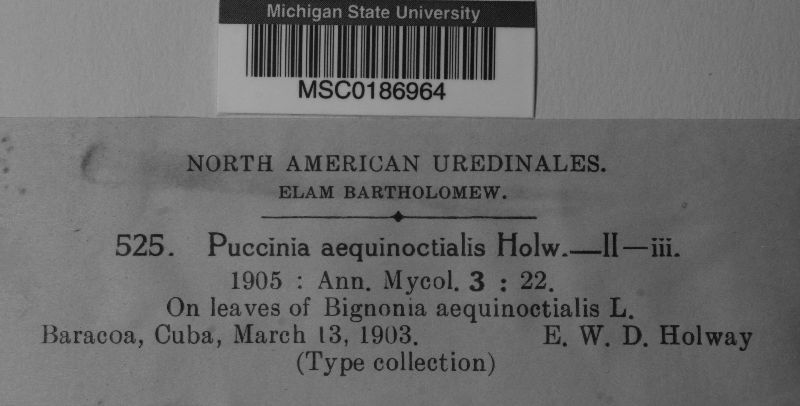 Michigan State University
MSC0186964
NORTH AMERICAN UREDINALES.
ELAM BARTHOLOMEW.
525. Puccinia aequinoctialis Holw.—II—iii.
1905 : Ann. Mycol. 3 : 22.
On leaves of Bignonia aequinoctialis L.
Baracoa, Cuba, March 13, 1903. E. W. D. Holway
(Type collection)